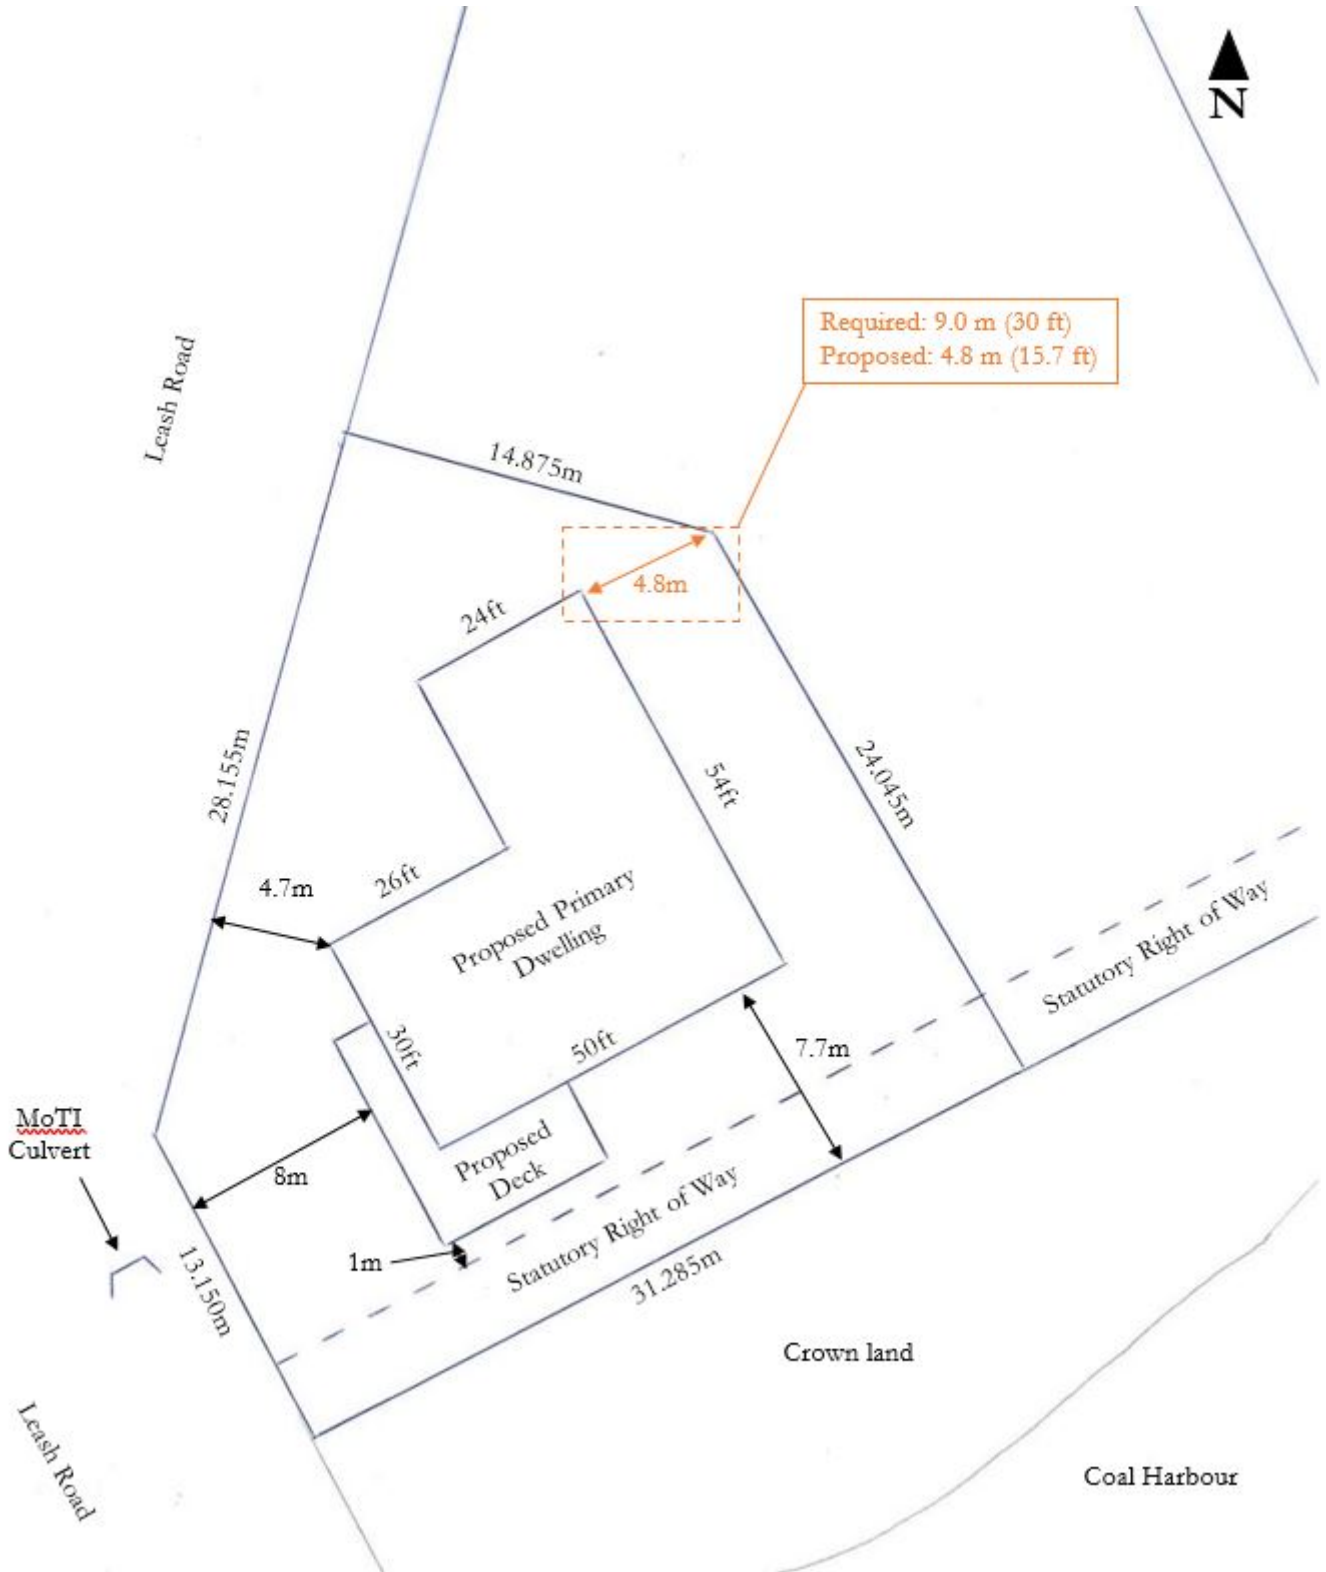 N
Required: 9.0 m (30 ft)
Proposed: 4.8 m (15.7 ft)
Leash Road
14.875m
4.8m
24ft
28.155m
54ft
24.045m
4.7m
26ft
Proposed Primary
Dwelling
Statutory Right of Way
30ft
50ft
7.7m
MoTI
Culvert
Proposed
Deck
8m
Statutory Right of Way
1m
13.150m
31.285m
Crown land
Leash Road
Coal Harbour